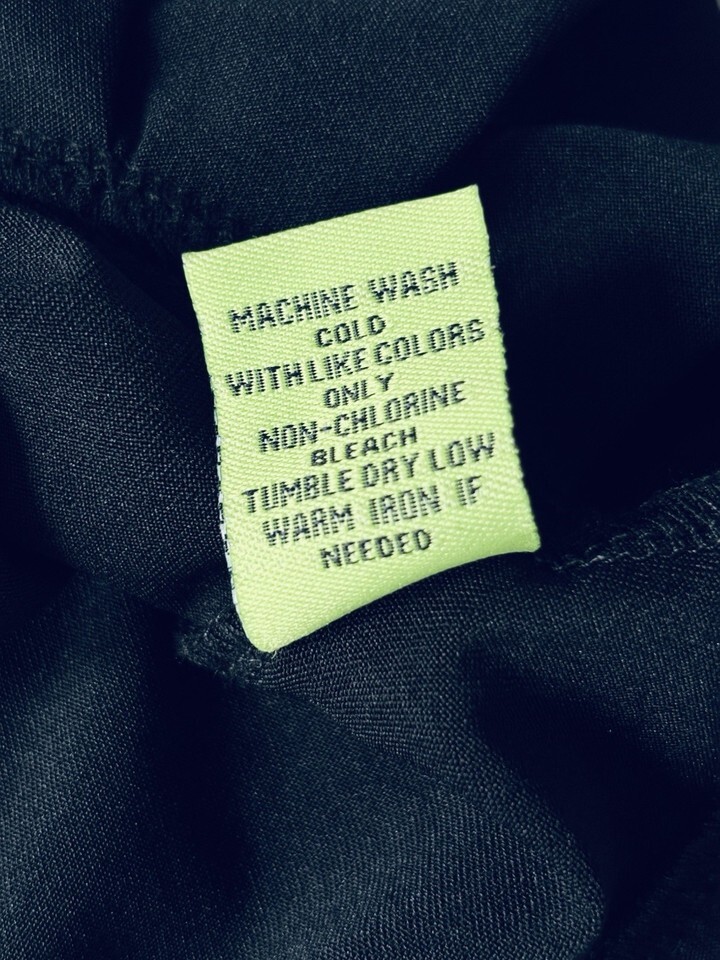 MACHINE WASH
COLD
WITH LIKE COLORS
ONLY
NON-CHLORINE
BLEACH
TUMBLE DRY LOW
WARM IRON IF
NEEDED